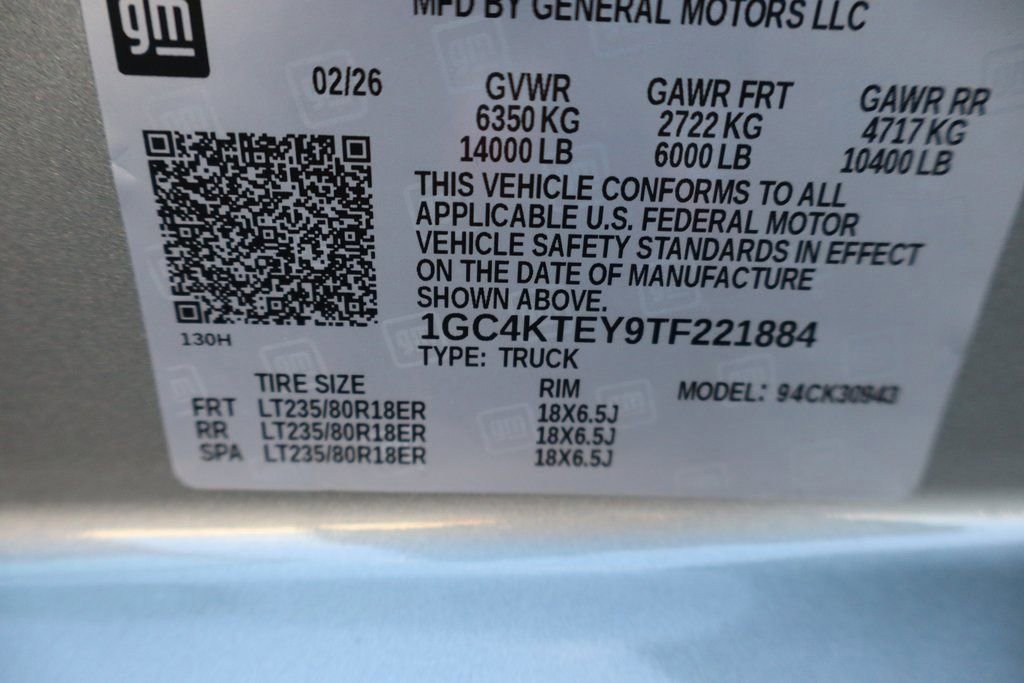 gm
MFD BY GENERAL MOTORS LLC
02/26 GVWR GAWR FRT GAWR RR
6350 KG 2722 KG 4717 KG
14000 LB 6000 LB 10400 LB
THIS VEHICLE CONFORMS TO ALL
APPLICABLE U.S. FEDERAL MOTOR
VEHICLE SAFETY STANDARDS IN EFFECT
ON THE DATE OF MANUFACTURE
SHOWN ABOVE.
1GC4KTEY9TF221884
130H
TYPE: TRUCK
TIRE SIZE RIM MODEL: 94CK30943
FRT LT235/80R18ER 18X6.5J
RR LT235/80R18ER 18X6.5J
SPA LT235/80R18ER 18X6.5J